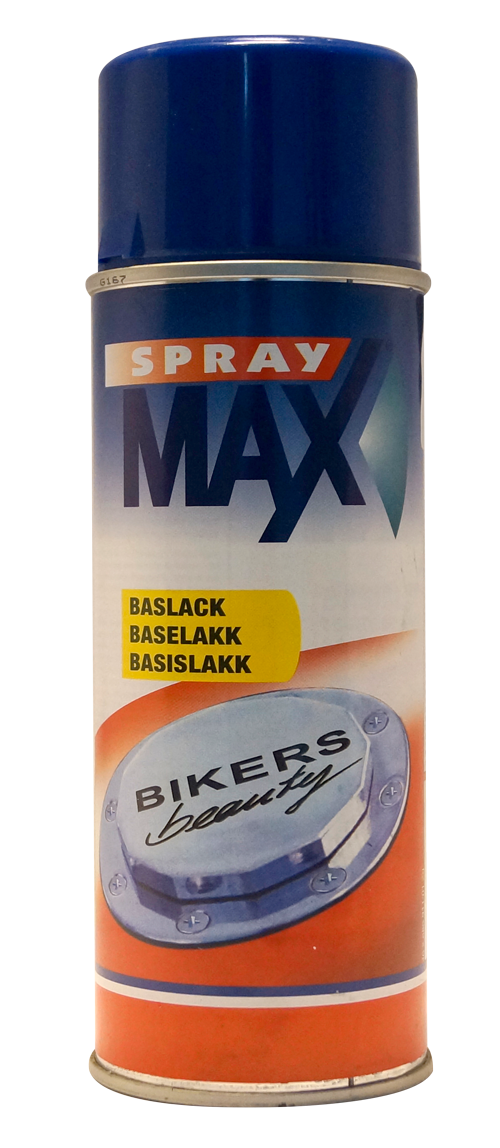 G167
SPRAY
MAX
BASLACK
BASELAKK
BASISLAKK
BIKERS
beauty